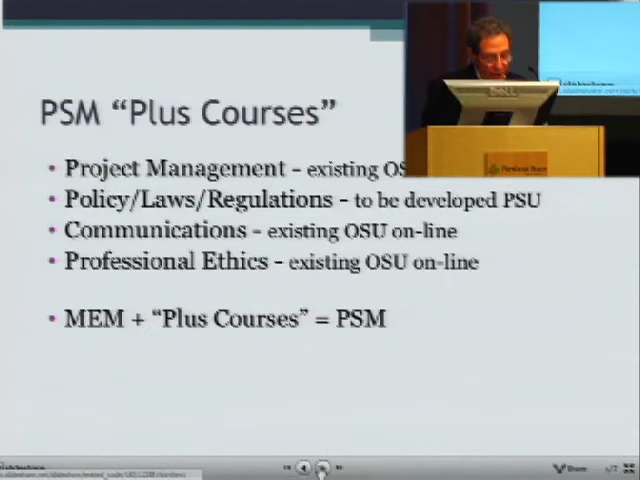 PSM “Plus Courses”
• Project Management - existing OS
• Policy/Laws/Regulations - to be developed PSU
• Communications - existing OSU on-line
• Professional Ethics - existing OSU on-line
• MEM + “Plus Courses” = PSM
DELL